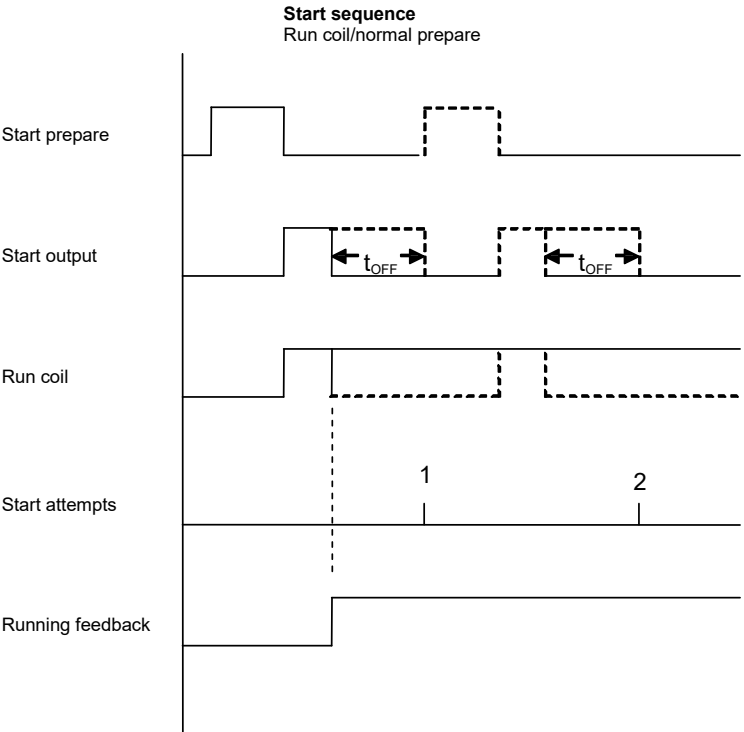 Start sequence
Run coil/normal prepare
Start prepare
Start output
tOFF
tOFF
Run coil
1
2
Start attempts
Running feedback